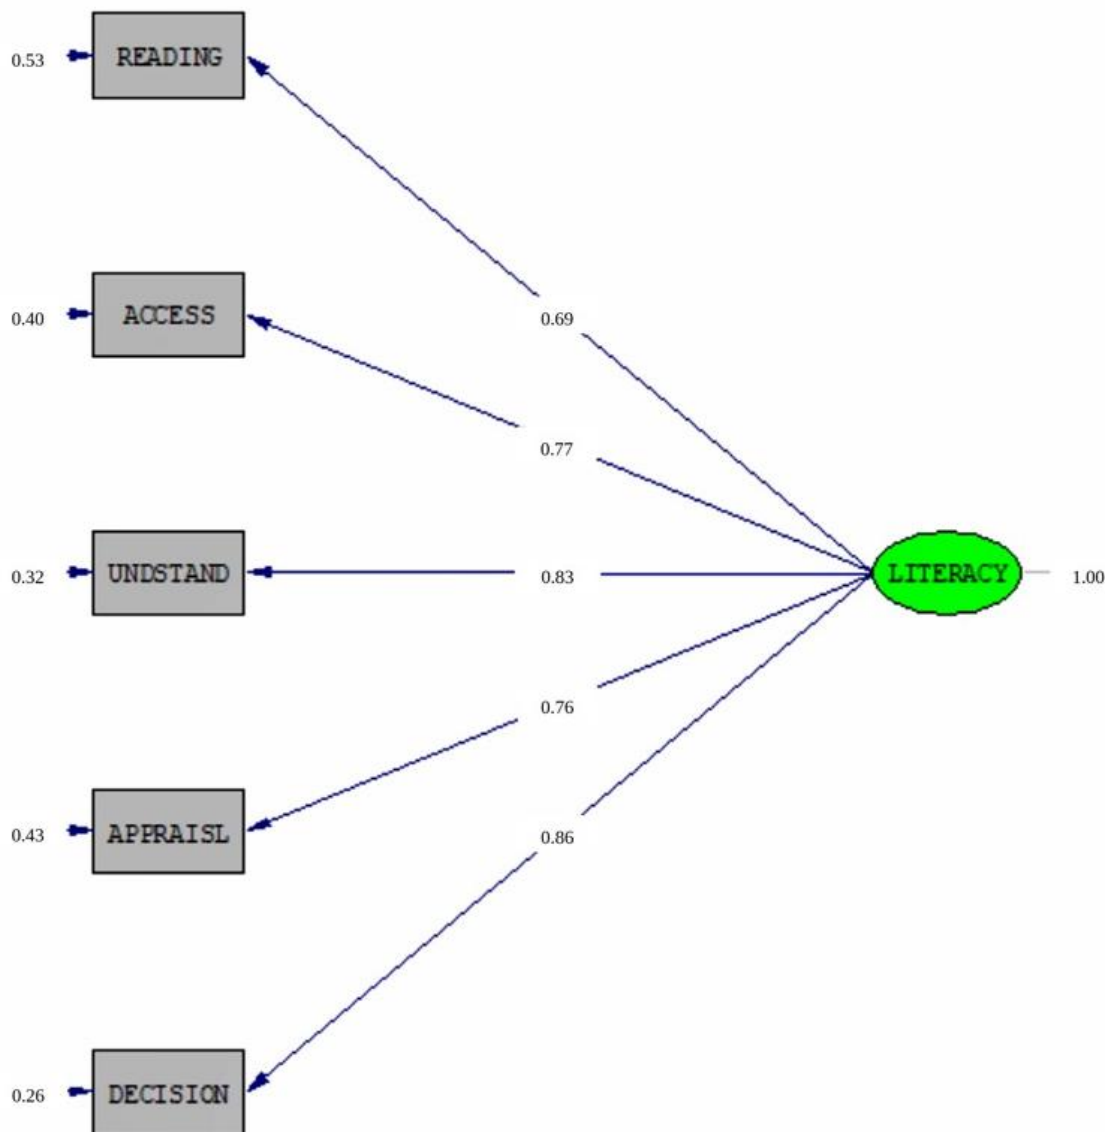 0.53
READING
0.40
ACCESS
0.69
0.77
0.32
UNDSTAND
0.83
LITERACY
1.00
0.76
0.43
APPRAISL
0.86
0.26
DECISION